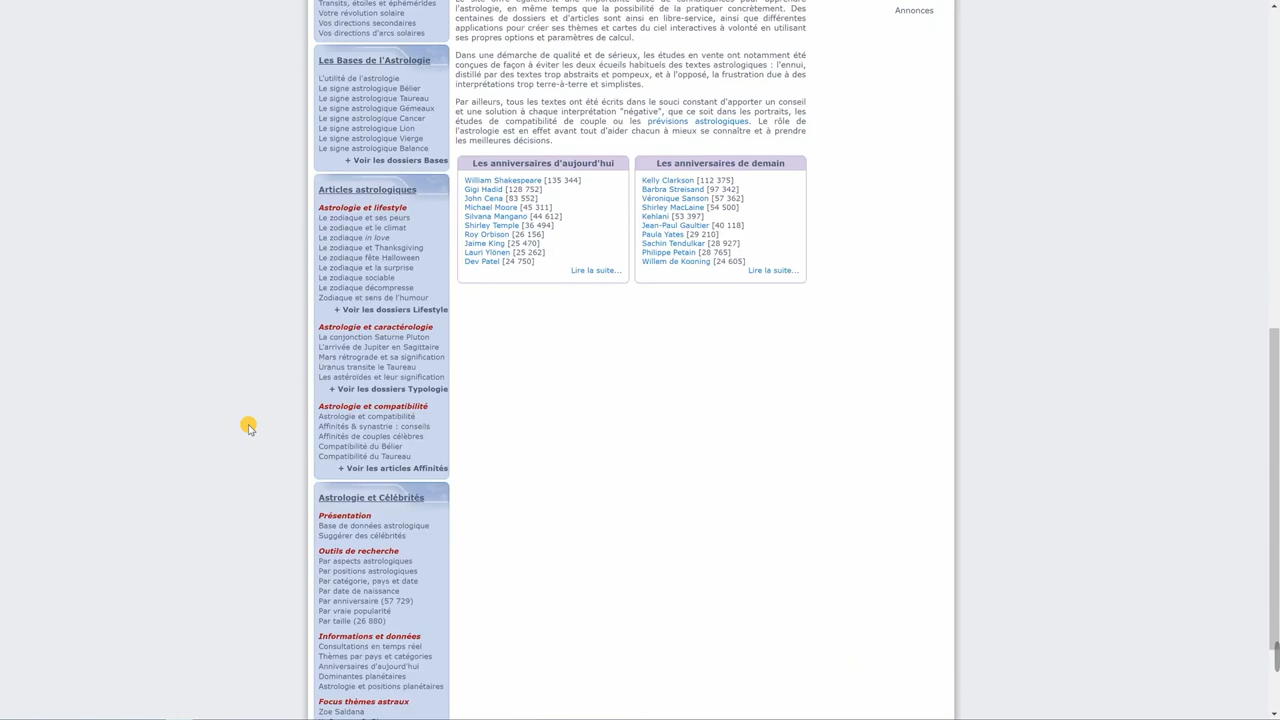 Transits, étoiles et éphémérides
Votre révolution solaire
Vos directions secondaires
Vos directions d'arcs solaires
Les Bases de l'Astrologie
L'utilité de l'astrologie
Le signe astrologique Bélier
Le signe astrologique Taureau
Le signe astrologique Gémeaux
Le signe astrologique Cancer
Le signe astrologique Lion
Le signe astrologique Vierge
Le signe astrologique Balance
+ Voir les dossiers Bases
Articles astrologiques
Astrologie et lifestyle
Le zodiaque et ses peurs
Le zodiaque et le climat
Le zodiaque in love
Le zodiaque et Thanksgiving
Le zodiaque fête Halloween
Le zodiaque et la surprise
Le zodiaque sociable
Le zodiaque décompresse
Zodiaque et sens de l'humour
+ Voir les dossiers Lifestyle
Astrologie et caractérologie
La conjonction Saturne Pluton
L'arrivée de Jupiter en Sagittaire
Mars rétrograde et sa signification
Uranus transite le Taureau
Les astéroïdes et leur signification
+ Voir les dossiers Typologie
Astrologie et compatibilité
Astrologie et compatibilité
Affinités & synastrie : conseils
Affinités de couples célèbres
Compatibilité du Bélier
Compatibilité du Taureau
+ Voir les articles Affinités
Astrologie et Célébrités
Présentation
Base de données astrologique
Suggérer des célébrités
Outils de recherche
Par aspects astrologiques
Par positions astrologiques
Par catégorie, pays et date
Par date de naissance
Par anniversaire (57 729)
Par vraie popularité
Par taille (26 880)
Informations et données
Consultations en temps réel
Thèmes par pays et catégories
Anniversaires d'aujourd'hui
Dominantes planétaires
Astrologie et positions planétaires
Focus thèmes astraux
Zoe Saldana
l'astrologie, en même temps que la possibilité de la pratiquer concrètement. Des
centaines de dossiers et d'articles sont ainsi en libre-service, ainsi que différentes
applications pour créer ses thèmes et cartes du ciel interactives à volonté en utilisant
ses propres options et paramètres de calcul.
Dans une démarche de qualité et de sérieux, les études en vente ont notamment été
conçues de façon à éviter les deux écueils habituels des textes astrologiques : l'ennui,
distillé par des textes trop abstraits et pompeux, et à l'opposé, la frustration due à des
interprétations trop terre-à-terre et simplistes.
Par ailleurs, tous les textes ont été écrits dans le souci constant d'apporter un conseil
et une solution à chaque interprétation "négative", que ce soit dans les portraits, les
études de compatibilité de couple ou les prévisions astrologiques. Le rôle de
l'astrologie est en effet avant tout d'aider chacun à mieux se connaître et à prendre
les meilleures décisions.
Les anniversaires d'aujourd'hui
William Shakespeare [135 344]
Gigi Hadid [128 752]
John Cena [83 552]
Michael Moore [45 311]
Silvana Mangano [44 612]
Shirley Temple [36 494]
Roy Orbison [26 156]
Jaime King [25 470]
Lauri Ylönen [25 262]
Dev Patel [24 750]
Lire la suite...
Les anniversaires de demain
Kelly Clarkson [112 375]
Barbra Streisand [97 342]
Véronique Sanson [57 362]
Shirley MacLaine [54 500]
Kehlani [53 397]
Jean-Paul Gaultier [40 118]
Paula Yates [29 210]
Sachin Tendulkar [28 927]
Philippe Petain [28 765]
Willem de Kooning [24 605]
Lire la suite...
Annonces